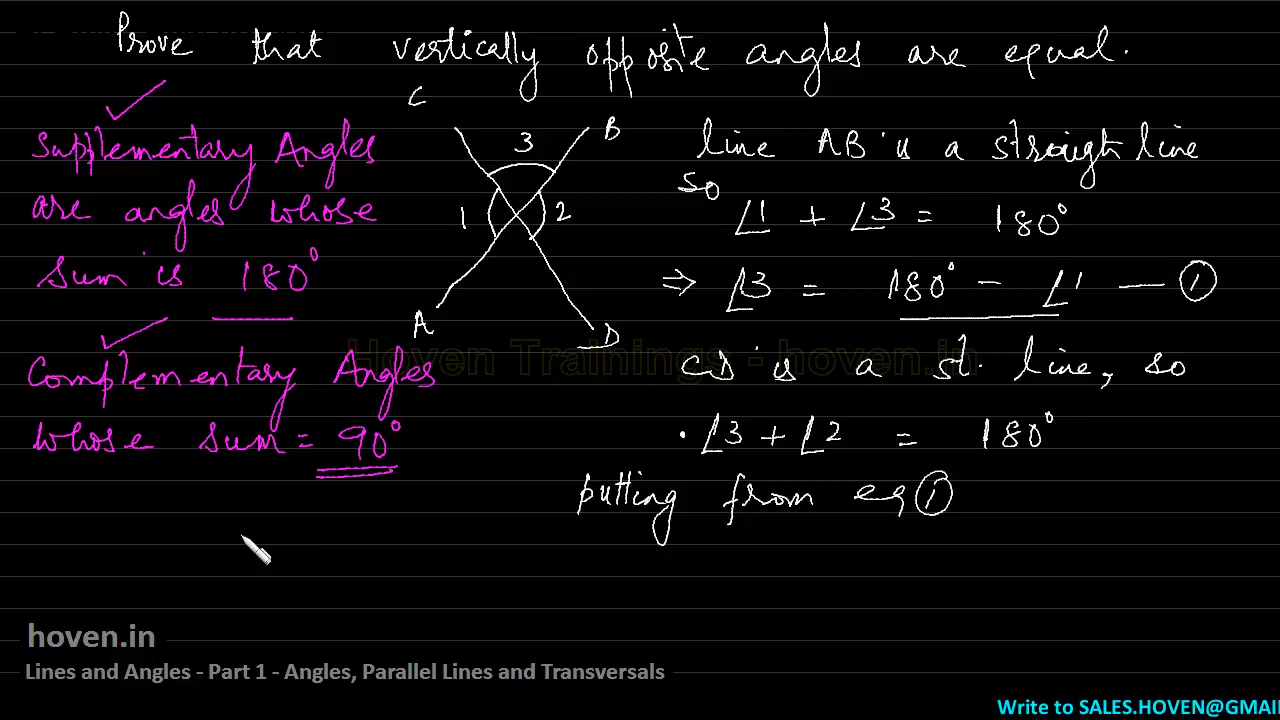 Prove that vertically opposite angles are equal.
Supplementary Angles
are angles whose
sum is 180°
Complementary Angles
whose sum = 90°
C
B
3
1
2
A
D
line AB is a straigh line
so
∠1 + ∠3 = 180°
⇒ ∠3 = 180° - ∠1 — ①
CD is a st. line, so
∠3 + ∠2 = 180°
putting from eq ①
Hoven Trainings - hoven.in
hoven.in
Lines and Angles - Part 1 - Angles, Parallel Lines and Transversals
Write to SALES.HOVEN@GMAI